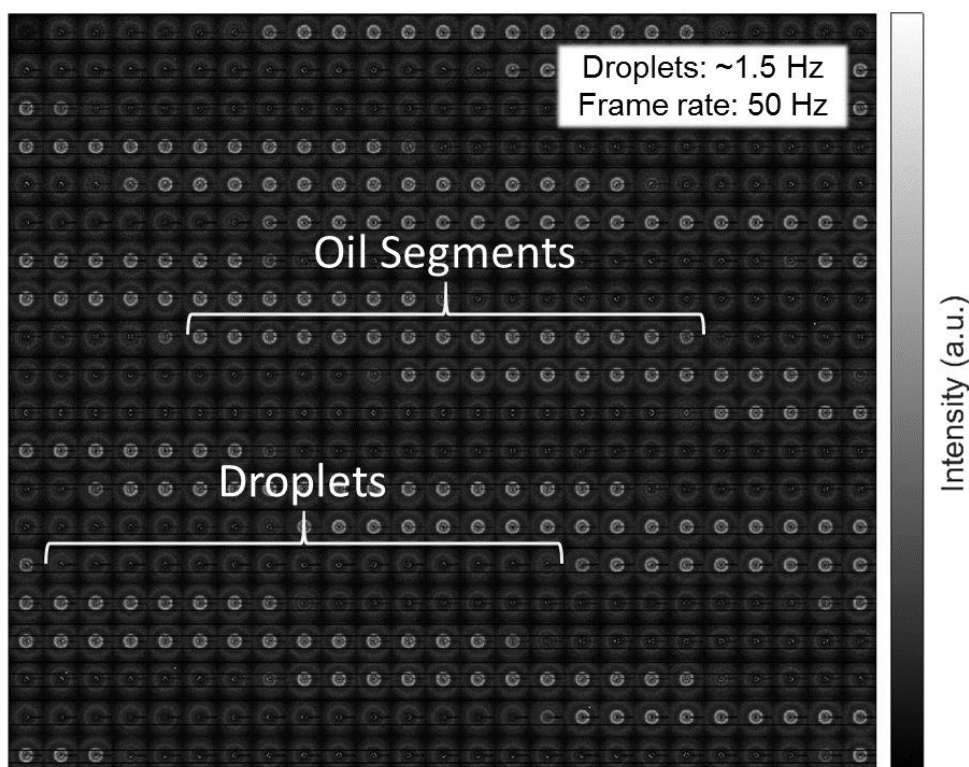 Droplets: ~1.5 Hz
Frame rate: 50 Hz
Oil Segments
Droplets
Intensity (a.u.)